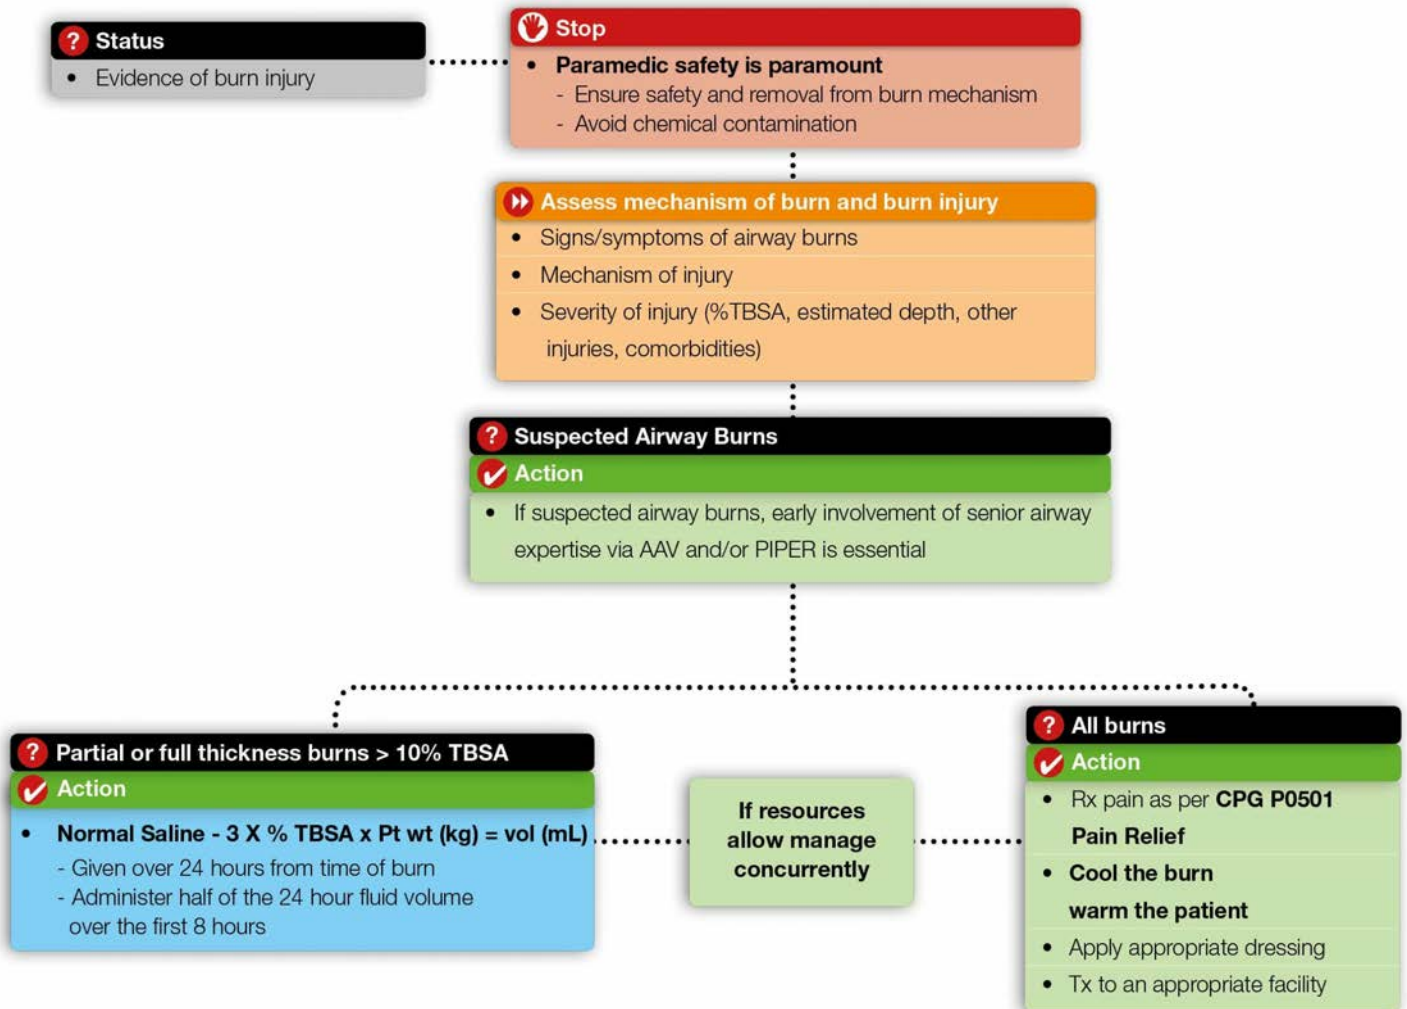 Status
• Evidence of burn injury
Stop
• Paramedic safety is paramount
- Ensure safety and removal from burn mechanism
- Avoid chemical contamination
Assess mechanism of burn and burn injury
• Signs/symptoms of airway burns
• Mechanism of injury
• Severity of injury (%TBSA, estimated depth, other
injuries, comorbidities)
? Suspected Airway Burns
Action
• If suspected airway burns, early involvement of senior airway
expertise via AAV and/or PIPER is essential
? Partial or full thickness burns > 10% TBSA
Action
• Normal Saline - 3 X % TBSA x Pt wt (kg) = vol (mL)
- Given over 24 hours from time of burn
- Administer half of the 24 hour fluid volume
over the first 8 hours
If resources
allow manage
concurrently
? All burns
Action
• Rx pain as per CPG P0501
Pain Relief
• Cool the burn
warm the patient
• Apply appropriate dressing
• Tx to an appropriate facility